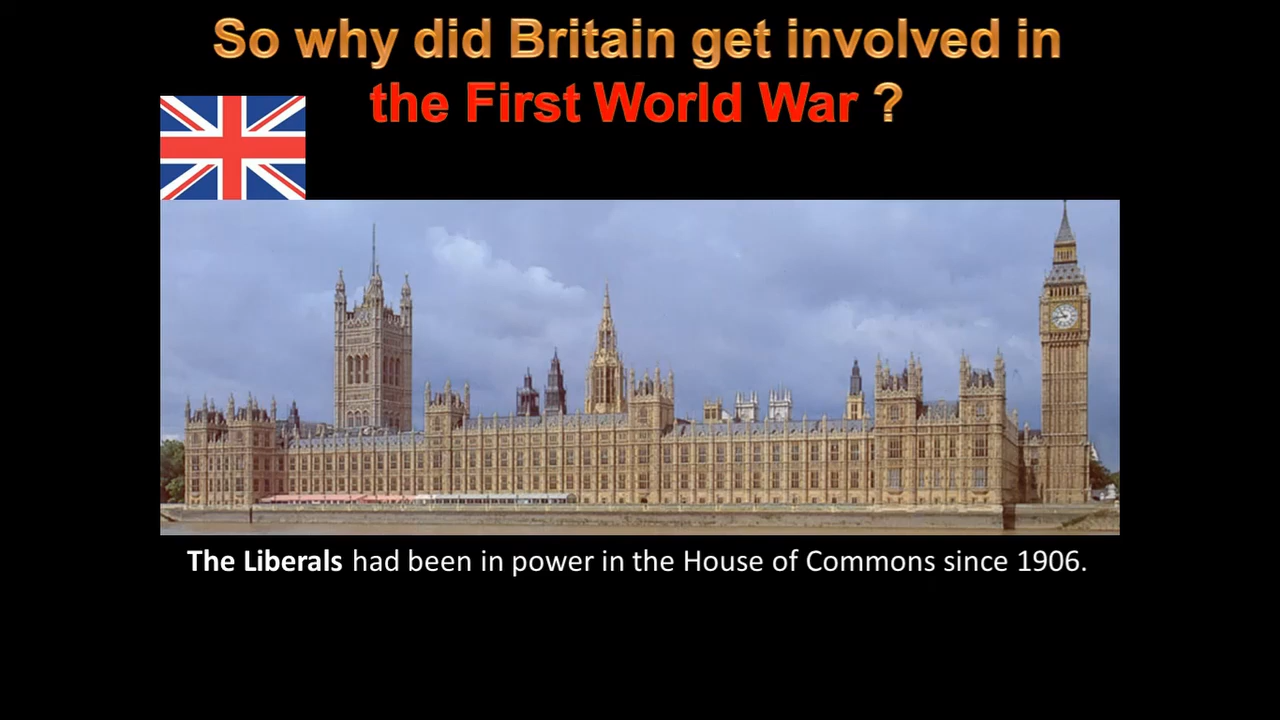 So why did Britain get involved in
the First World War ?
The Liberals had been in power in the House of Commons since 1906.